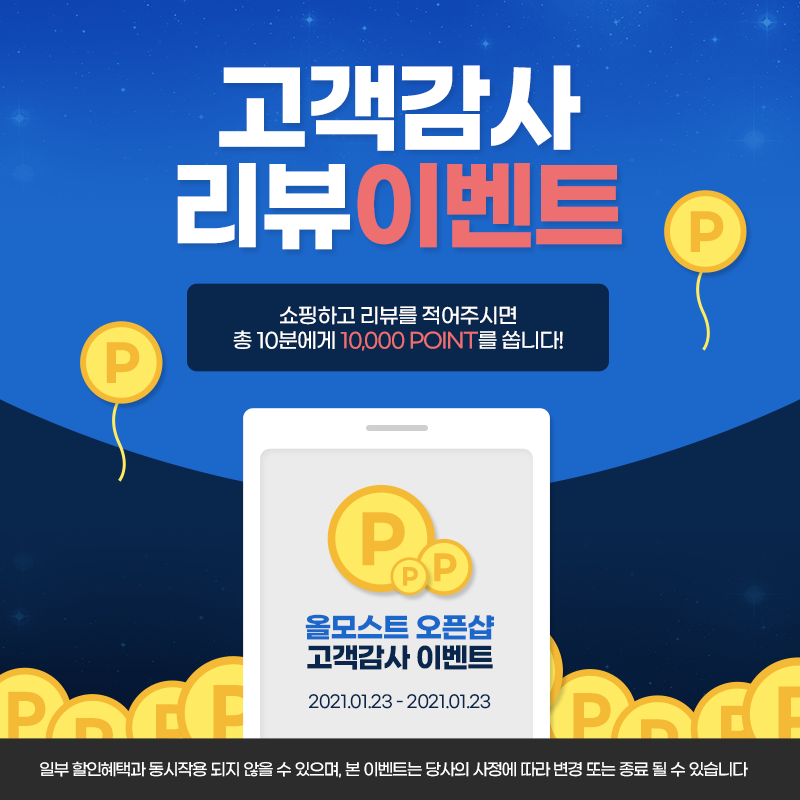 고객감사
리뷰이벤트
P
쇼핑하고 리뷰를 적어주시면
총 10분에게 10,000 POINT를 쏩니다!
P
P
P
P
올모스트 오픈샵
고객감사 이벤트
2021.01.23 - 2021.01.23
P
P
P
P
P
P
P
P
일부 할인혜택과 동시작용 되지 않을 수 있으며, 본 이벤트는 당사의 사정에 따라 변경 또는 종료 될 수 있습니다